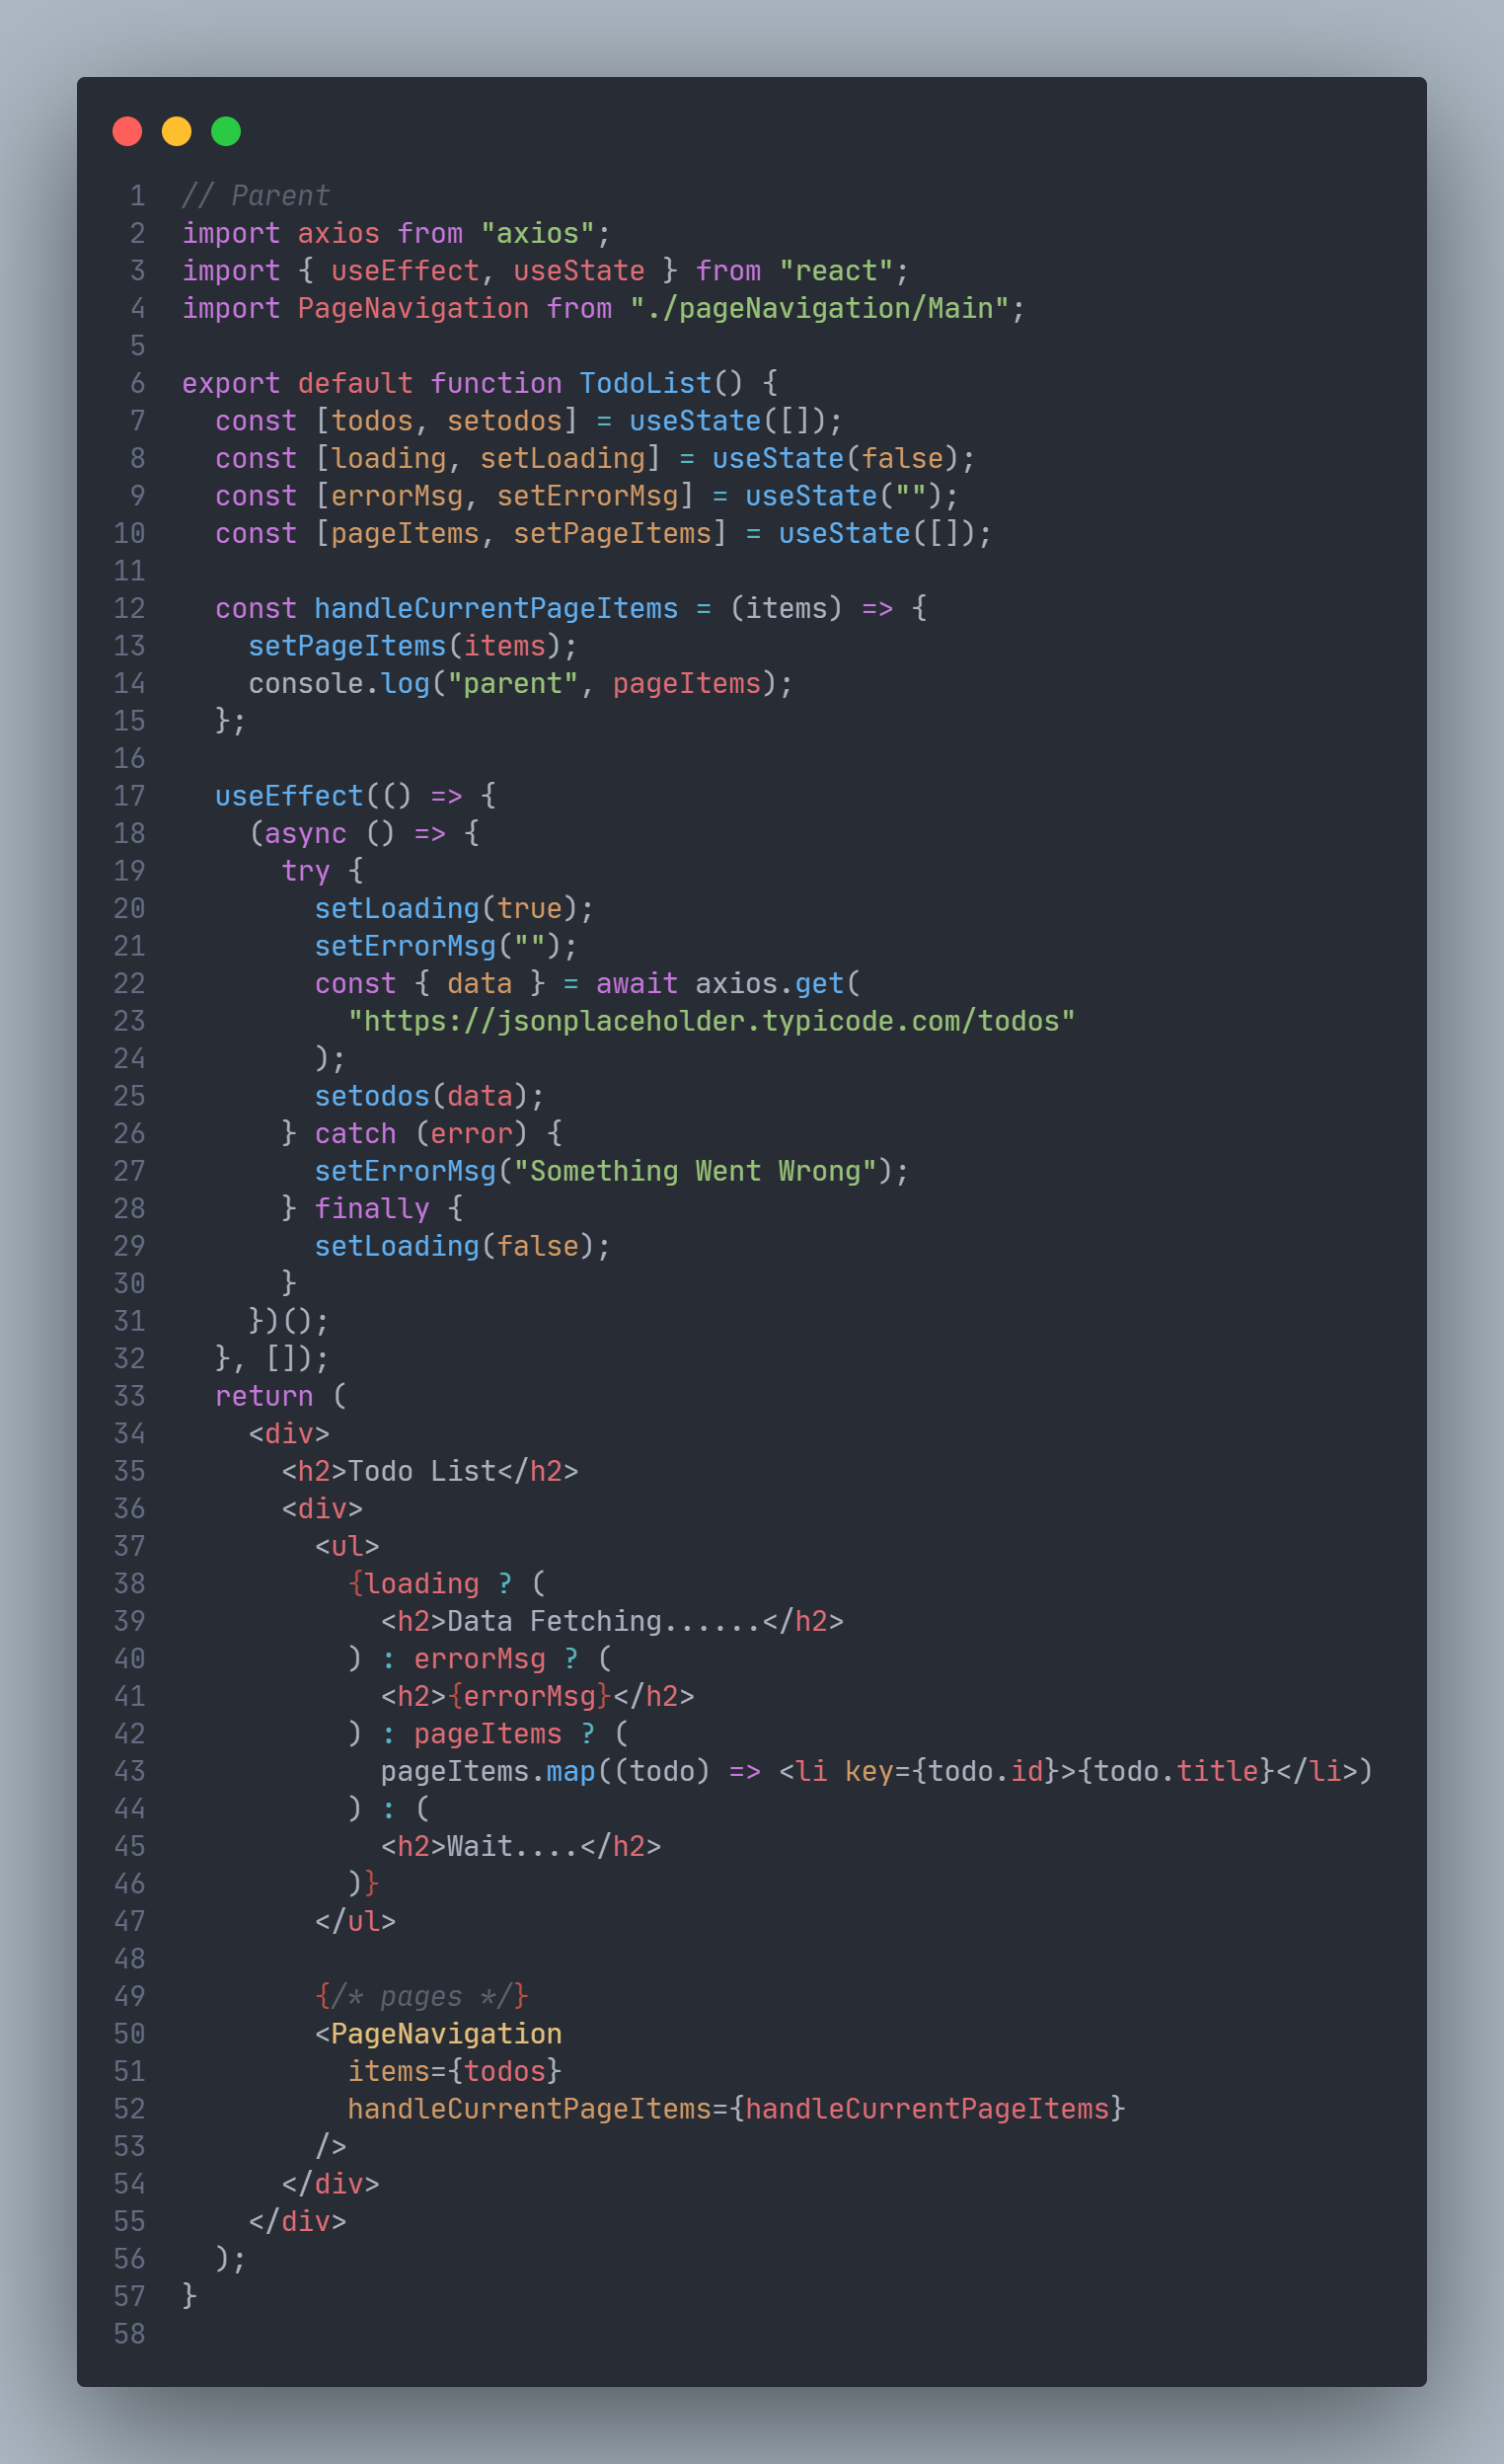 1 // Parent
2 import axios from "axios";
3 import { useEffect, useState } from "react";
4 import PageNavigation from "./pageNavigation/Main";
5
6 export default function TodoList() {
7   const [todos, setodos] = useState([]);
8   const [loading, setLoading] = useState(false);
9   const [errorMsg, setErrorMsg] = useState("");
10   const [pageItems, setPageItems] = useState([]);
11
12   const handleCurrentPageItems = (items) => {
13     setPageItems(items);
14     console.log("parent", pageItems);
15   };
16
17   useEffect(() => {
18     (async () => {
19       try {
20         setLoading(true);
21         setErrorMsg("");
22         const { data } = await axios.get(
23           "https://jsonplaceholder.typicode.com/todos"
24         );
25         setodos(data);
26       } catch (error) {
27         setErrorMsg("Something Went Wrong");
28       } finally {
29         setLoading(false);
30       }
31     })();
32   }, []);
33   return (
34     <div>
35       <h2>Todo List</h2>
36       <div>
37         <ul>
38           {loading ? (
39             <h2>Data Fetching......</h2>
40           ) : errorMsg ? (
41             <h2>{errorMsg}</h2>
42           ) : pageItems ? (
43             pageItems.map((todo) => <li key={todo.id}>{todo.title}</li>)
44           ) : (
45             <h2>Wait....</h2>
46           )}
47         </ul>
48
49         {/* pages */}
50         <PageNavigation
51           items={todos}
52           handleCurrentPageItems={handleCurrentPageItems}
53         />
54       </div>
55     </div>
56   );
57 }
58